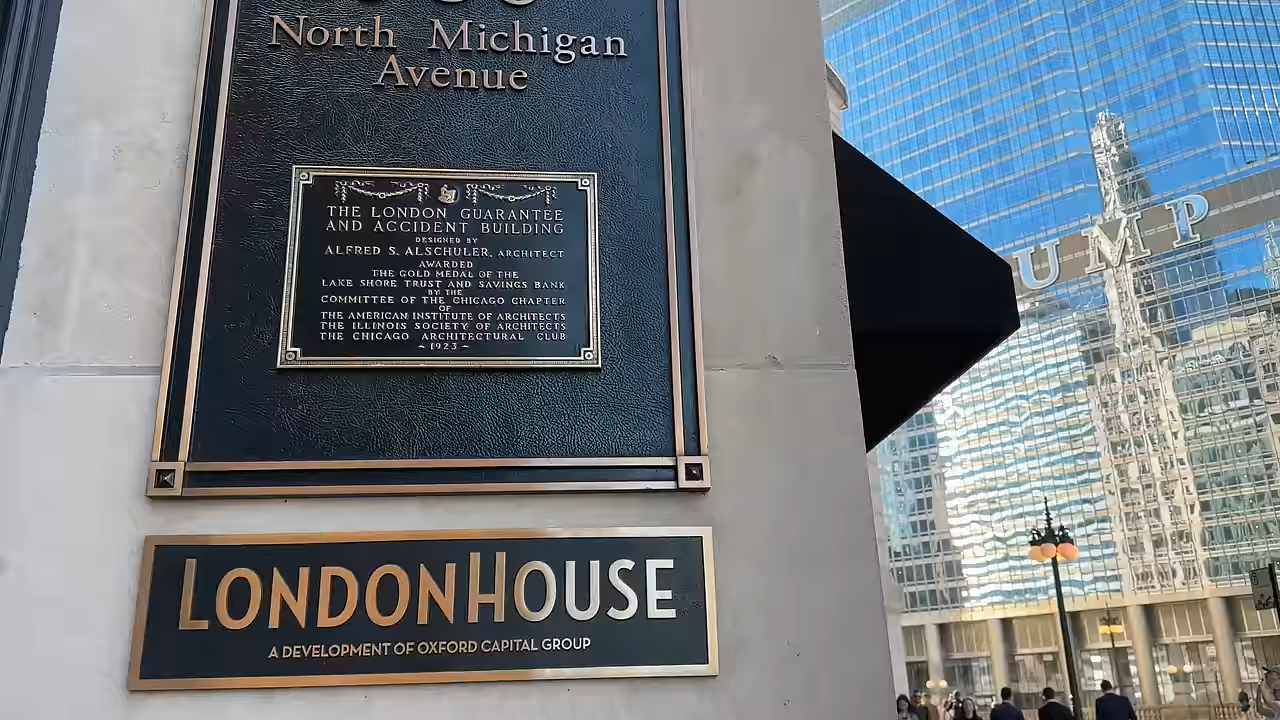 North Michigan
Avenue
THE LONDON GUARANTEE
AND ACCIDENT BUILDING
DESIGNED BY
ALFRED S. ALSCHULER, ARCHITECT
AWARDED
THE GOLD MEDAL OF THE
LAKE SHORE TRUST AND SAVINGS BANK
BY THE
COMMITTEE OF THE CHICAGO CHAPTER
OF
THE AMERICAN INSTITUTE OF ARCHITECTS
THE ILLINOIS SOCIETY OF ARCHITECTS
THE CHICAGO ARCHITECTURAL CLUB
~1923~
LONDONHOUSE
A DEVELOPMENT OF OXFORD CAPITAL GROUP
UMP